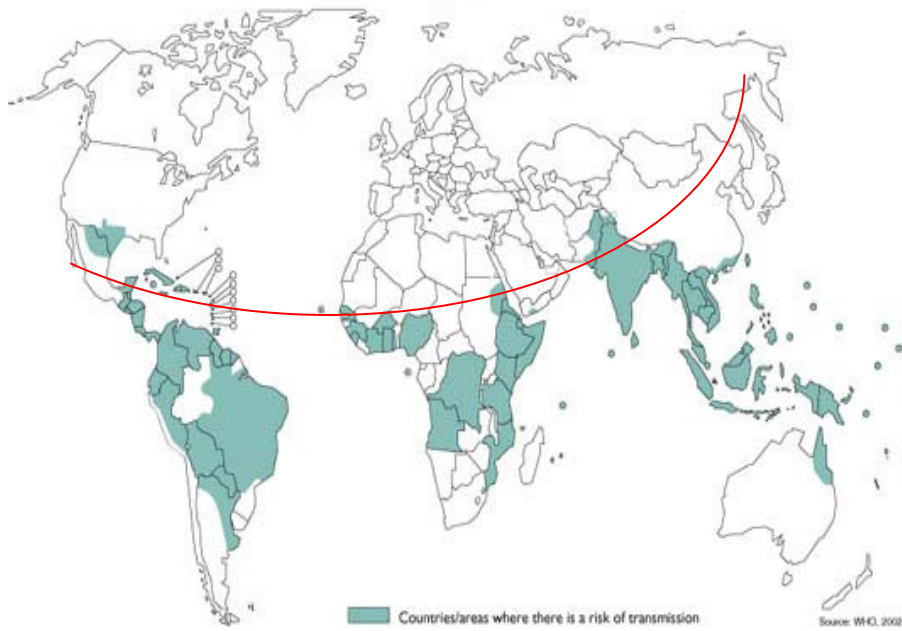 Countries/areas where there is a risk of transmission
Source: WHO, 2002